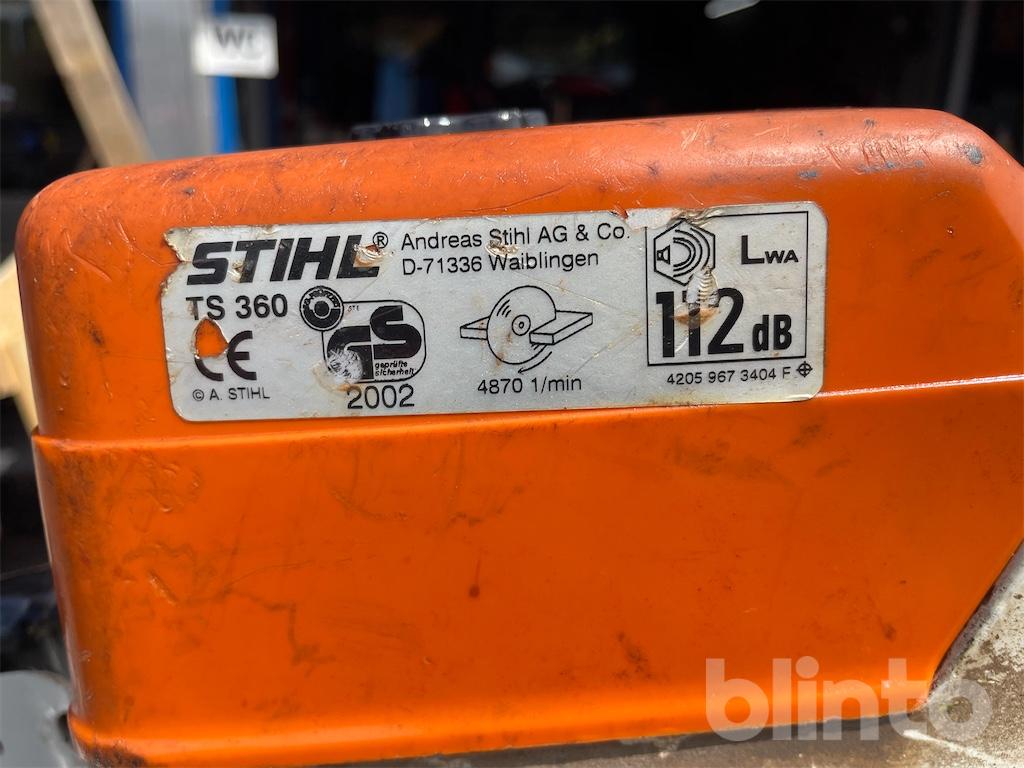 WC
STIHL®
Andreas Stihl AG & Co.
D-71336 Waiblingen
TS 360
CE
© A. STIHL
GS
geprüfte
sicherheit
2002
4870 1/min
LWA
112 dB
4205 967 3404 F
blinto